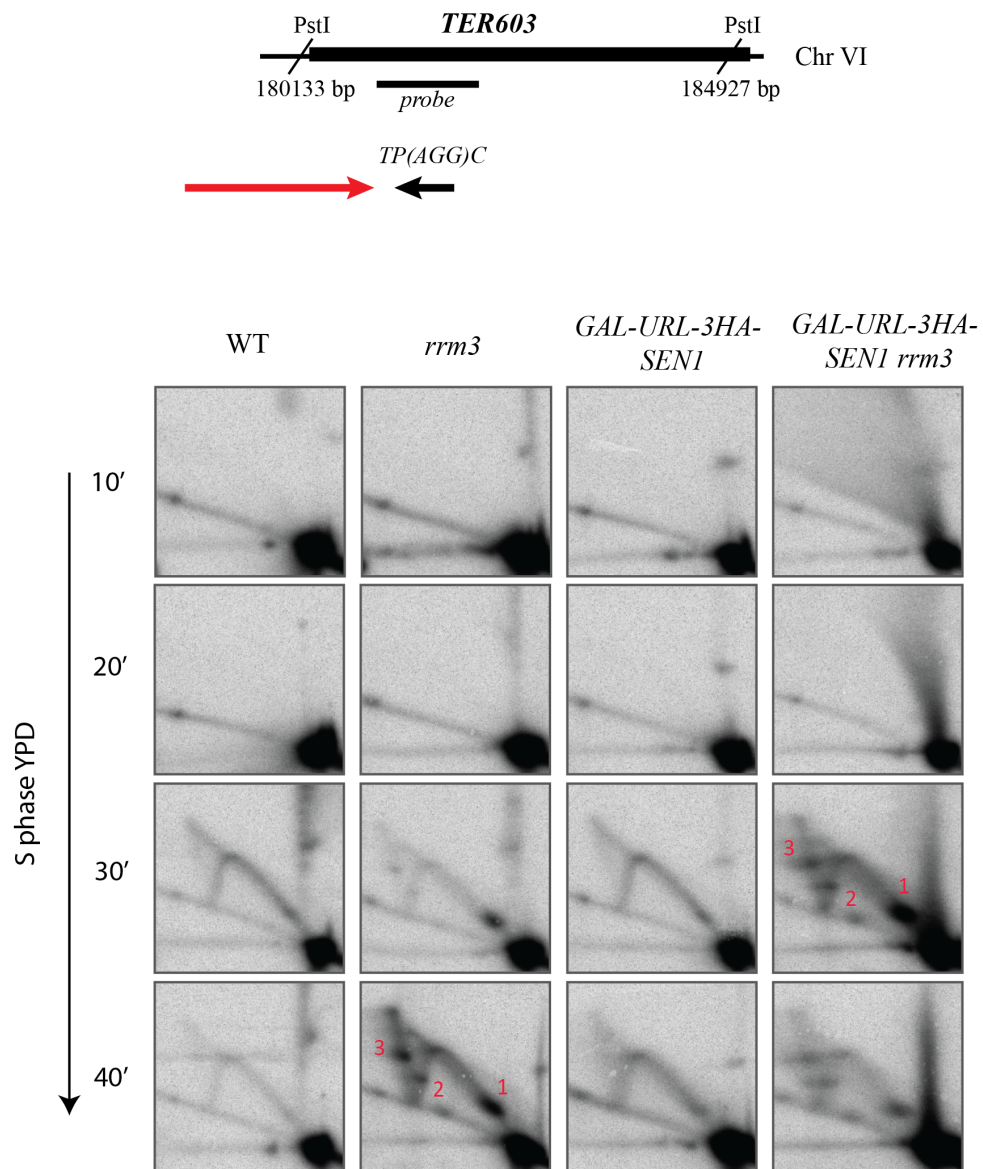 TER603
PstI PstI
Chr VI
180133 bp 184927 bp
probe
TP(AGG)C
WT rrm3 GAL-URL-3HA-
SEN1 GAL-URL-3HA-
SEN1 rrm3
S phase YPD
10′
20′
30′
3 2 1
40′
3 2 1